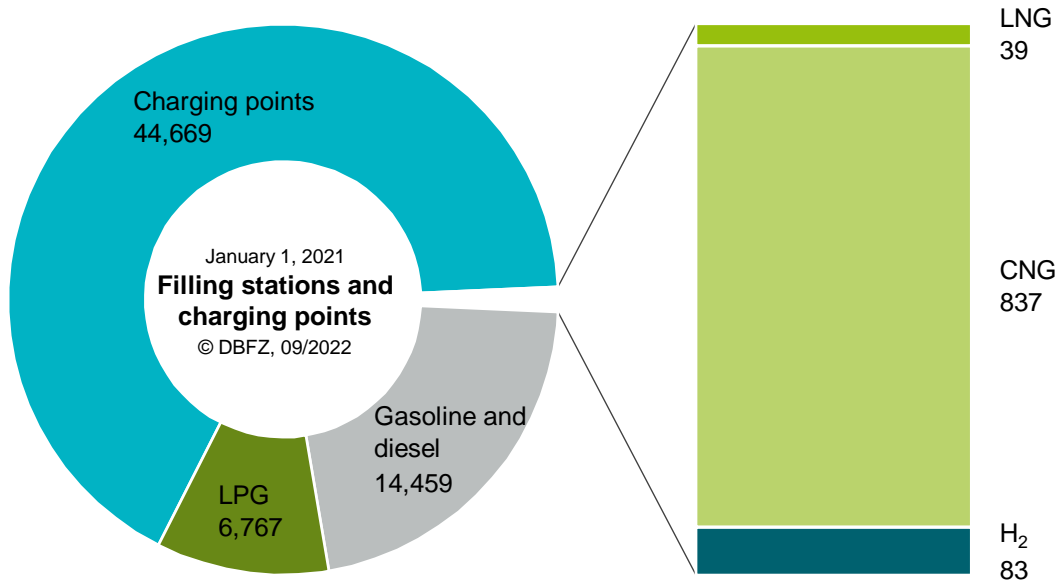 Charging points
44,669
January 1, 2021
Filling stations and
charging points
© DBFZ, 09/2022
Gasoline and
diesel
14,459
LPG
6,767
LNG
39
CNG
837
H₂
83